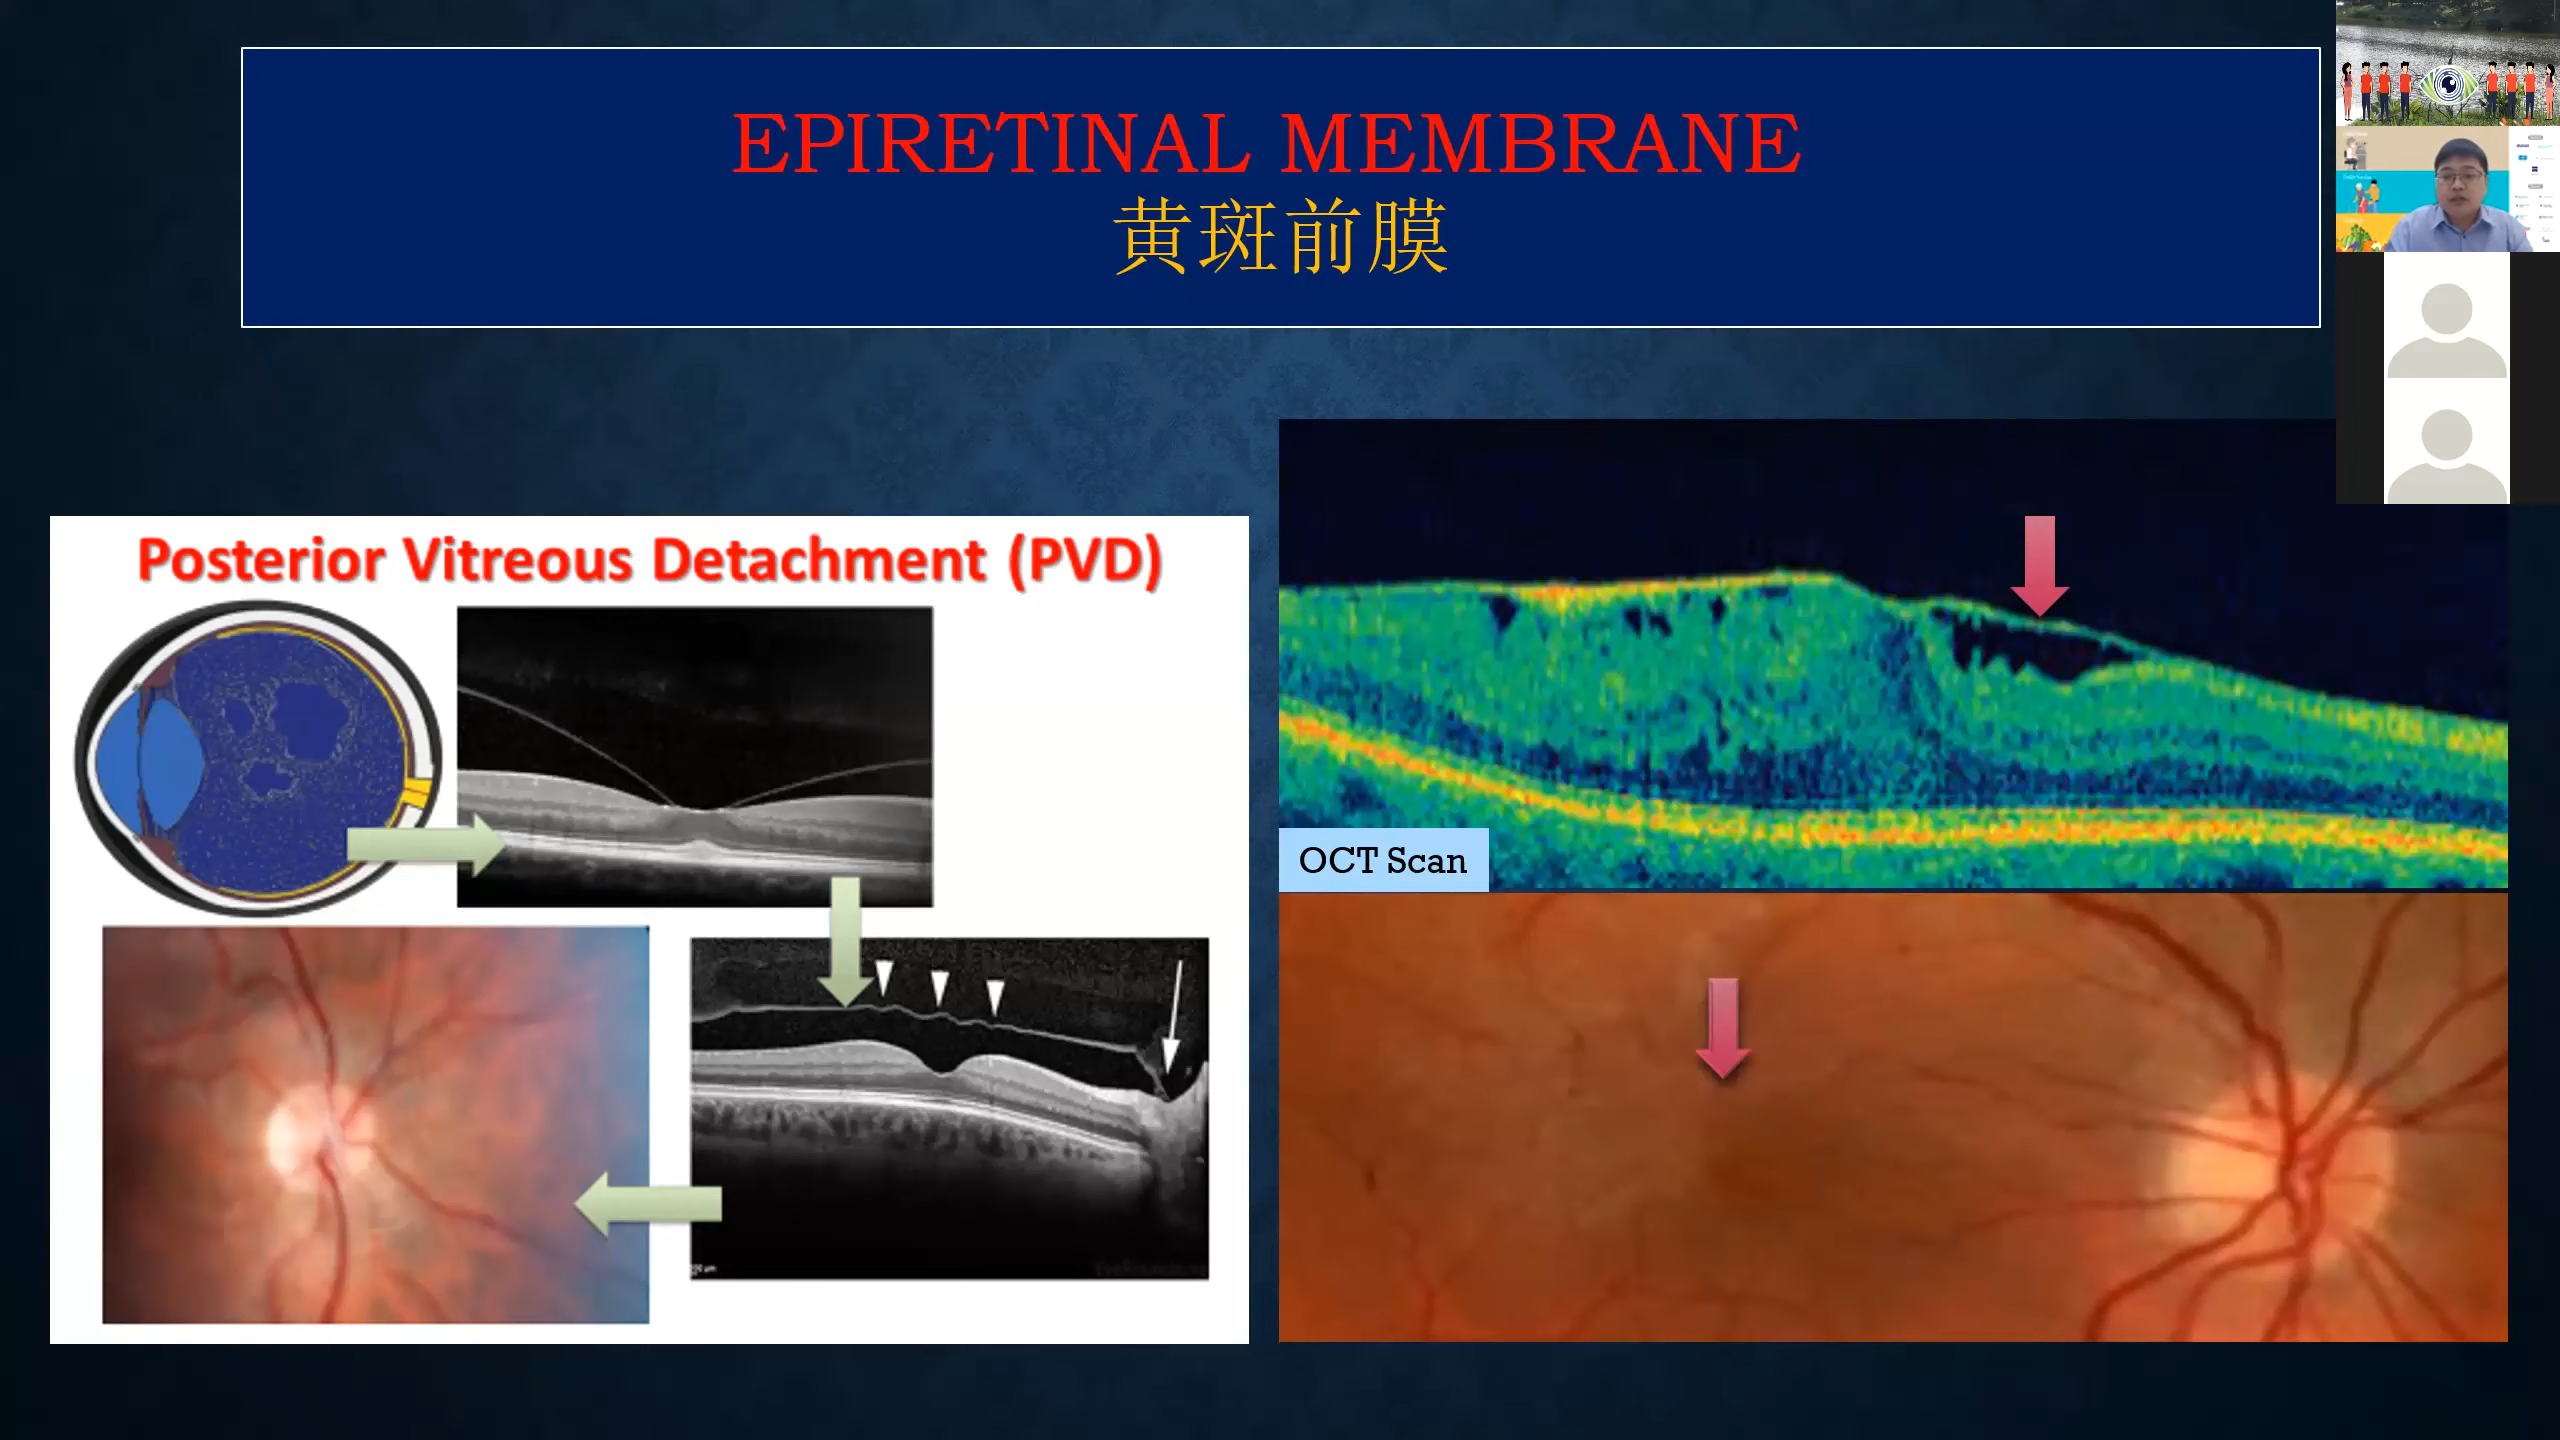 EPIRETINAL MEMBRANE
黄斑前膜
Posterior Vitreous Detachment (PVD)
OCT Scan